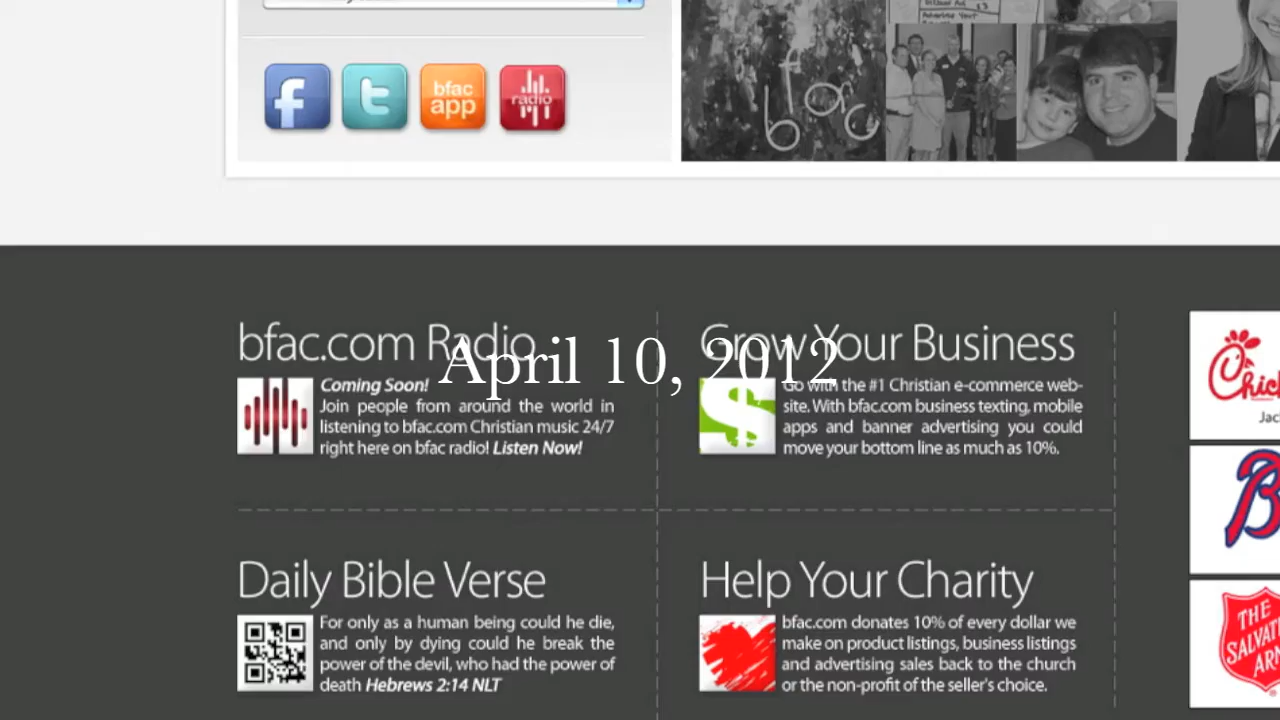 Advertise Your
bfac
bfac
app
radio
bfac.com Radio
Coming Soon!
Join people from around the world in
listening to bfac.com Christian music 24/7
right here on bfac radio! Listen Now!
April 10, 2012
Grow Your Business
Go with the #1 Christian e-commerce web-
site. With bfac.com business texting, mobile
apps and banner advertising you could
move your bottom line as much as 10%.
Daily Bible Verse
For only as a human being could he die,
and only by dying could he break the
power of the devil, who had the power of
death Hebrews 2:14 NLT
Help Your Charity
bfac.com donates 10% of every dollar we
make on product listings, business listings
and advertising sales back to the church
or the non-profit of the seller's choice.
THE